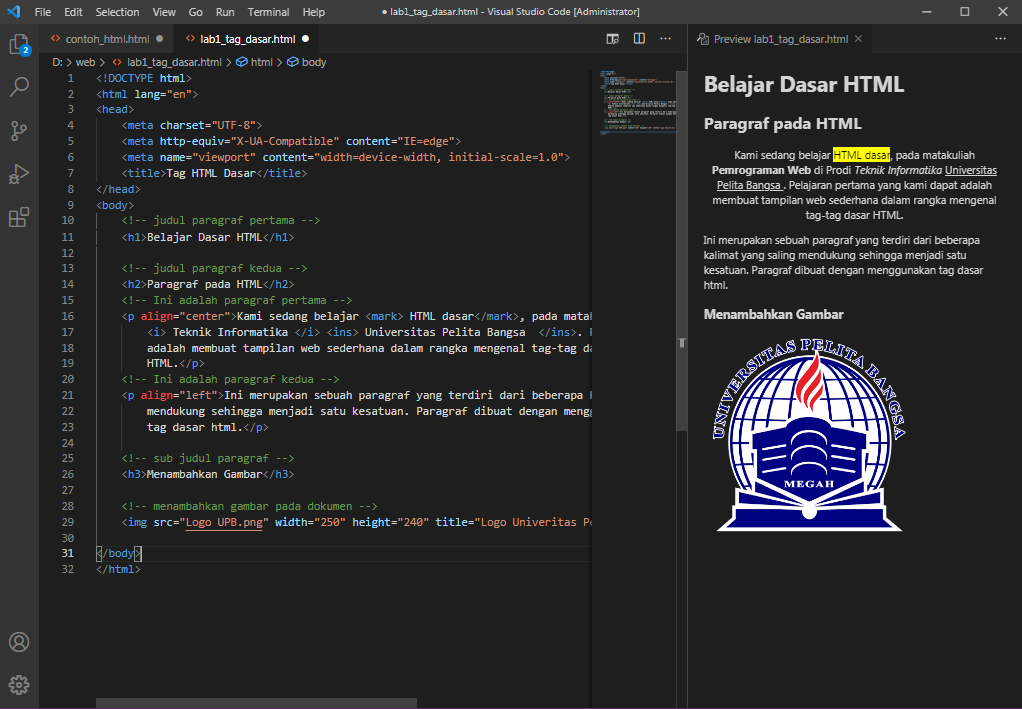 File Edit Selection View Go Run Terminal Help
● lab1_tag_dasar.html - Visual Studio Code [Administrator]
2
contoh_html.html ●
lab1_tag_dasar.html ●
Preview lab1_tag_dasar.html
D: > web > lab1_tag_dasar.html > html > body
1 <!DOCTYPE html>
2 <html lang="en">
3 <head>
4 <meta charset="UTF-8">
5 <meta http-equiv="X-UA-Compatible" content="IE=edge">
6 <meta name="viewport" content="width=device-width, initial-scale=1.0">
7 <title>Tag HTML Dasar</title>
8 </head>
9 <body>
10 <!-- judul paragraf pertama -->
11 <h1>Belajar Dasar HTML</h1>
12
13 <!-- judul paragraf kedua -->
14 <h2>Paragraf pada HTML</h2>
15 <!-- Ini adalah paragraf pertama -->
16 <p align="center">Kami sedang belajar <mark> HTML dasar</mark>, pada matak
17 <i> Teknik Informatika </i> <ins> Universitas Pelita Bangsa  </ins>.
18 adalah membuat tampilan web sederhana dalam rangka mengenal tag-tag da
19 HTML.</p>
20 <!-- Ini adalah paragraf kedua -->
21 <p align="left">Ini merupakan sebuah paragraf yang terdiri dari beberapa
22 mendukung sehingga menjadi satu kesatuan. Paragraf dibuat dengan mengg
23 tag dasar html.</p>
24
25 <!-- sub judul paragraf -->
26 <h3>Menambahkan Gambar</h3>
27
28 <!-- menambahkan gambar pada dokumen -->
29 <img src="Logo UPB.png" width="250" height="240" title="Logo Univeritas Pe
30
31 </body>
32 </html>
Belajar Dasar HTML
Paragraf pada HTML
Kami sedang belajar HTML dasar, pada matakuliah
Pemrograman Web di Prodi Teknik Informatika Universitas
Pelita Bangsa . Pelajaran pertama yang kami dapat adalah
membuat tampilan web sederhana dalam rangka mengenal
tag-tag dasar HTML.
Ini merupakan sebuah paragraf yang terdiri dari beberapa
kalimat yang saling mendukung sehingga menjadi satu
kesatuan. Paragraf dibuat dengan menggunakan tag dasar
html.
Menambahkan Gambar
UNIVERSITAS PELITA BANGSA
MEGAH